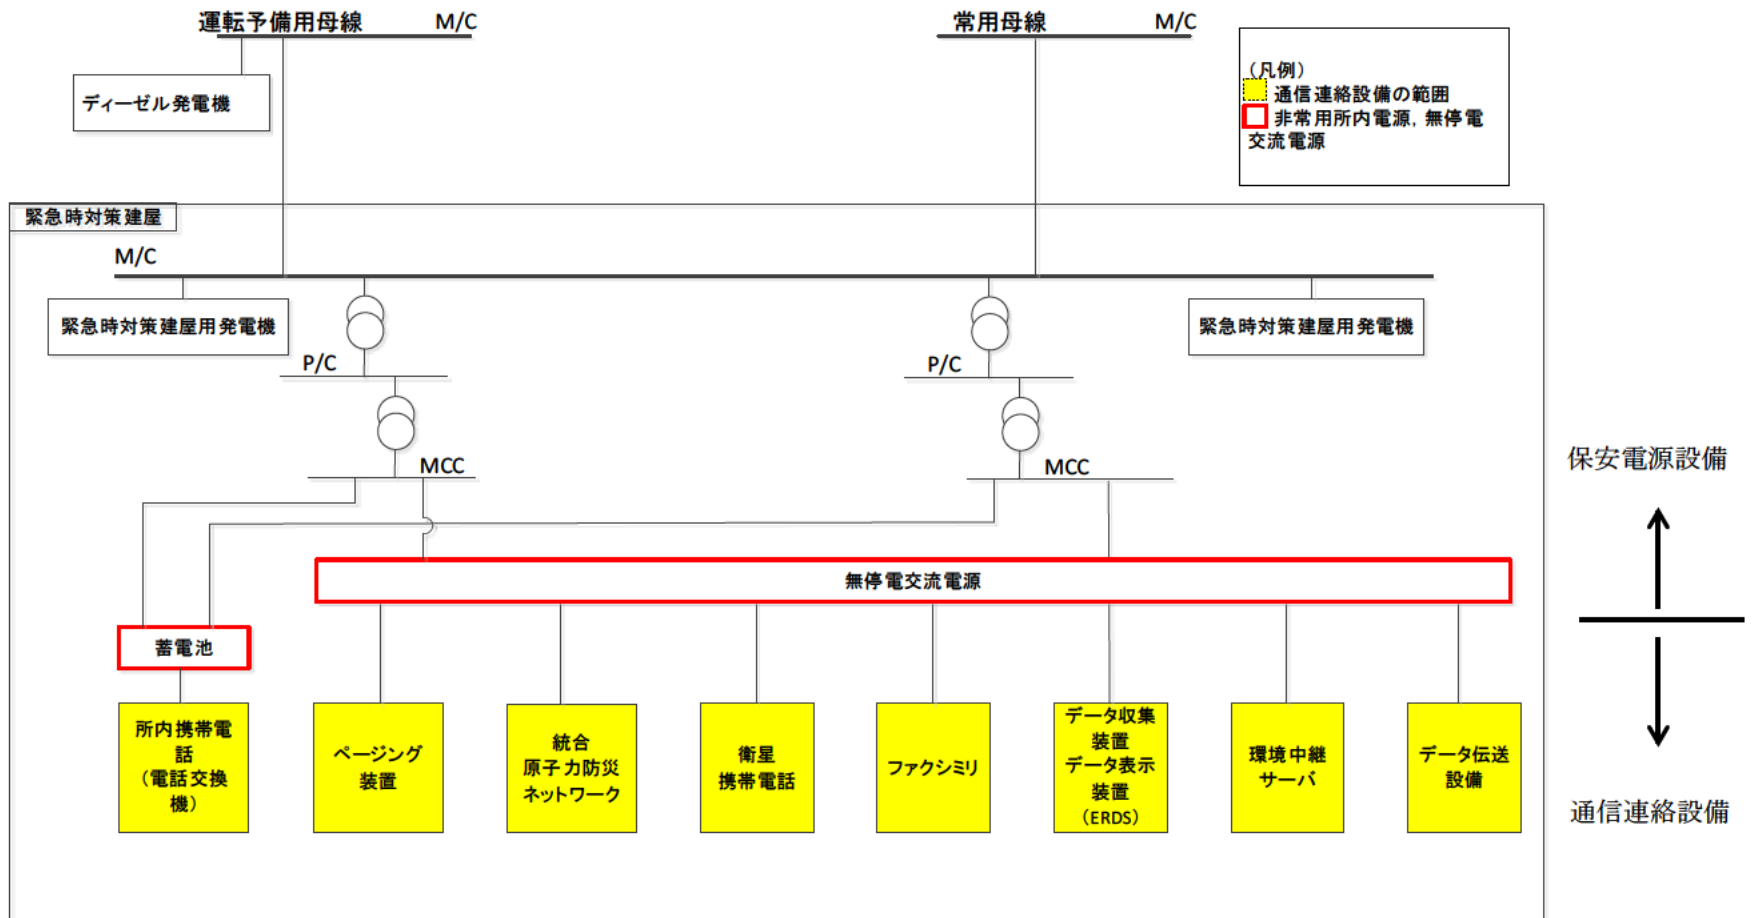 運転予備用母線 M/C
常用母線 M/C
ディーゼル発電機
(凡例)
通信連絡設備の範囲
非常用所内電源,無停電
交流電源
緊急時対策建屋
M/C
緊急時対策建屋用発電機
緊急時対策建屋用発電機
P/C
P/C
MCC
MCC
保安電源設備
無停電交流電源
蓄電池
所内携帯電
話
(電話交換
機)
ページング
装置
統合
原子力防災
ネットワーク
衛星
携帯電話
ファクシミリ
データ収集
装置
データ表示
装置
(ERDS)
環境中継
サーバ
データ伝送
設備
通信連絡設備